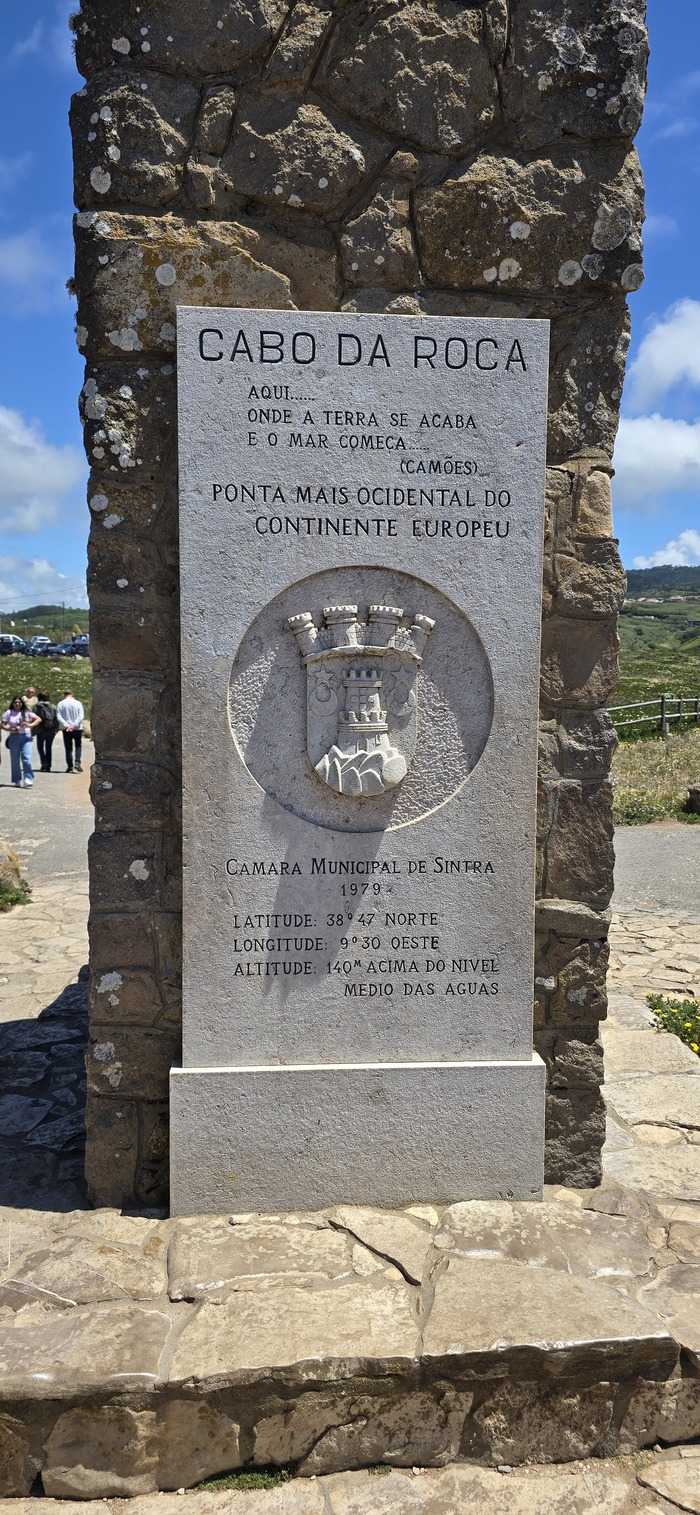 CABO DA ROCA
AQUI......
ONDE A TERRA SE ACABA
E O MAR COMEÇA.....
(CAMÕES)
PONTA MAIS OCIDENTAL DO
CONTINENTE EUROPEU
CAMARA MUNICIPAL DE SINTRA
1979
LATITUDE: 38º 47 NORTE
LONGITUDE: 9º 30 OESTE
ALTITUDE: 140M ACIMA DO NIVEL
MEDIO DAS AGUAS